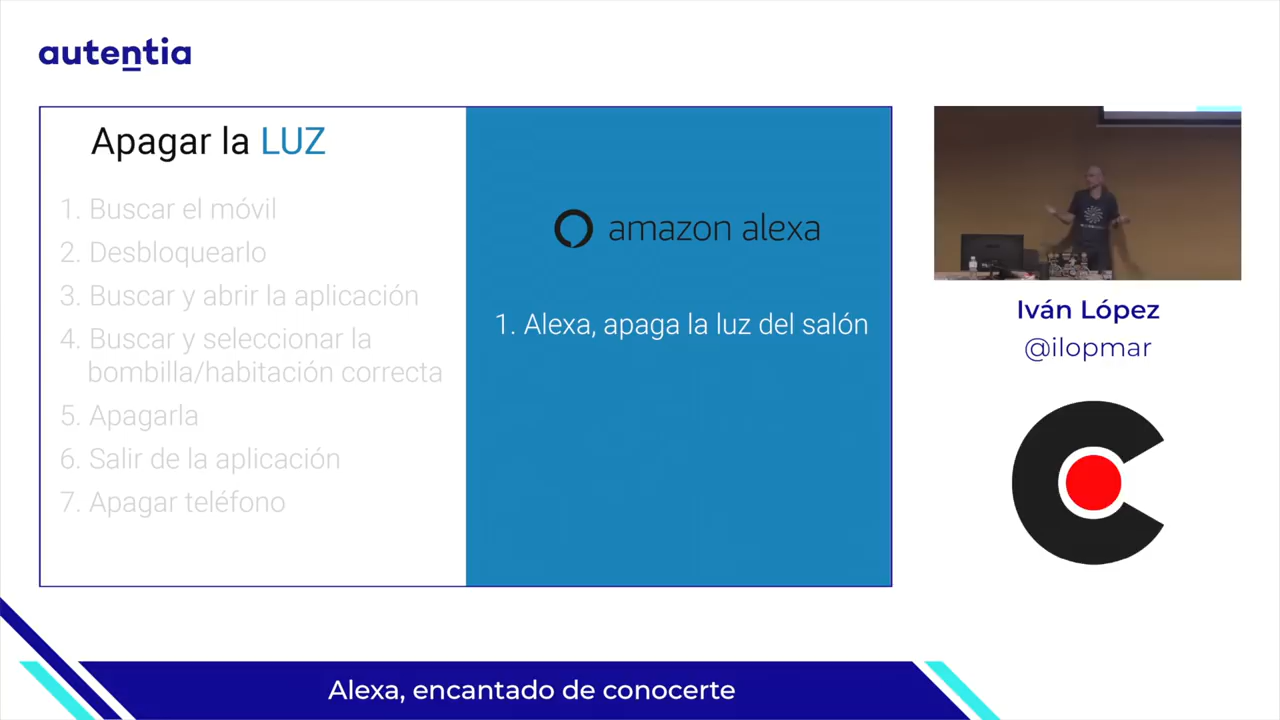 autentia
Apagar la LUZ
1. Buscar el móvil
2. Desbloquearlo
3. Buscar y abrir la aplicación
4. Buscar y seleccionar la
bombilla/habitación correcta
5. Apagarla
6. Salir de la aplicación
7. Apagar teléfono
amazon alexa
1. Alexa, apaga la luz del salón
Iván López
@ilopmar
Alexa, encantado de conocerte